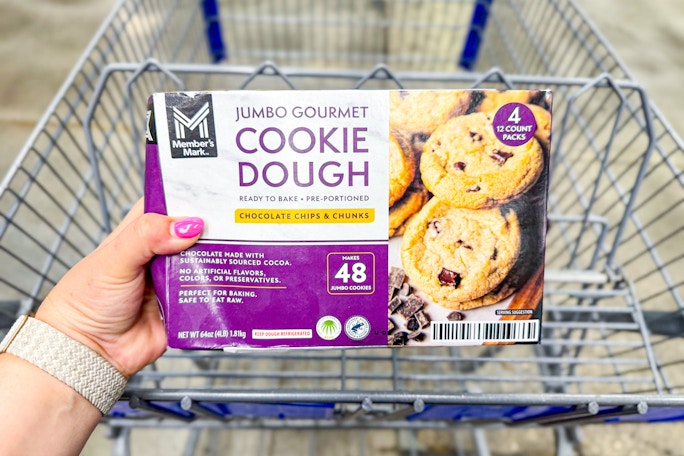 Member's
Mark™
JUMBO GOURMET
COOKIE
DOUGH
READY TO BAKE • PRE-PORTIONED
CHOCOLATE CHIPS & CHUNKS
4
12 COUNT
PACKS
CHOCOLATE MADE WITH
SUSTAINABLY SOURCED COCOA.
NO ARTIFICIAL FLAVORS,
COLORS, OR PRESERVATIVES.
PERFECT FOR BAKING.
SAFE TO EAT RAW.
MAKES
48
JUMBO COOKIES
NET WT 64oz (4LB) 1.81kg
KEEP DOUGH REFRIGERATED
SERVING SUGGESTION